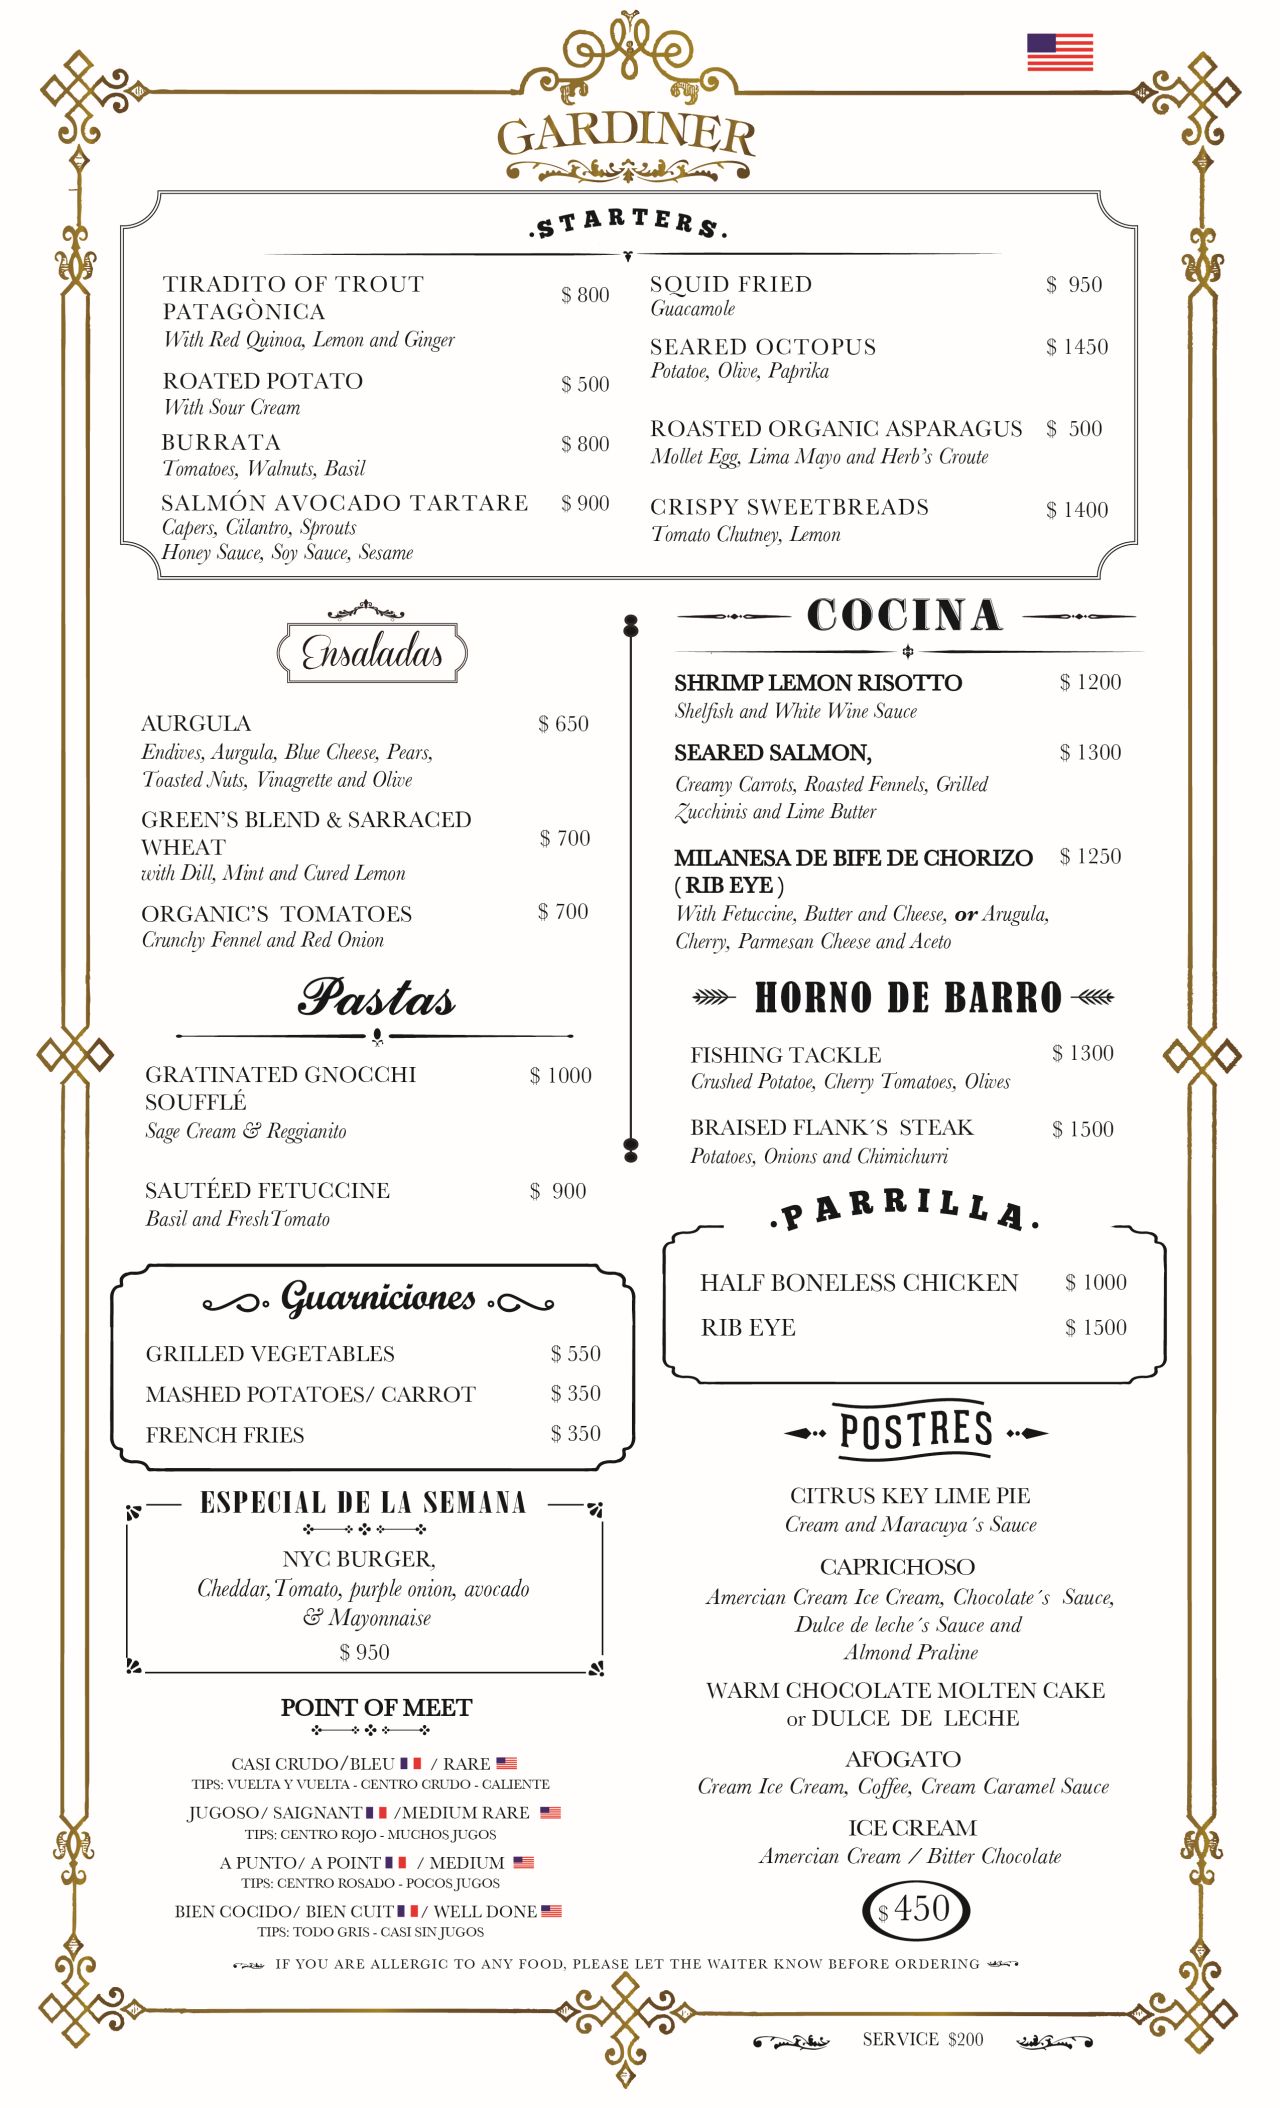 GARDINER
.STARTERS.
TIRADITO OF TROUT
PATAGÒNICA
$ 800
With Red Quinoa, Lemon and Ginger
ROATED POTATO $ 500
With Sour Cream
BURRATA $ 800
Tomatoes, Walnuts, Basil
SALMÓN AVOCADO TARTARE $ 900
Capers, Cilantro, Sprouts
Honey Sauce, Soy Sauce, Sesame
SQUID FRIED $ 950
Guacamole
SEARED OCTOPUS $ 1450
Potatoe, Olive, Paprika
ROASTED ORGANIC ASPARAGUS $ 500
Mollet Egg, Lima Mayo and Herb's Croute
CRISPY SWEETBREADS $ 1400
Tomato Chutney, Lemon
Ensaladas
AURGULA $ 650
Endives, Aurgula, Blue Cheese, Pears,
Toasted Nuts, Vinagrette and Olive
GREEN'S BLEND & SARRACED
WHEAT
$ 700
with Dill, Mint and Cured Lemon
ORGANIC'S TOMATOES $ 700
Crunchy Fennel and Red Onion
Pastas
GRATINATED GNOCCHI $ 1000
SOUFFLÉ
Sage Cream & Reggianito
SAUTÉED FETUCCINE $ 900
Basil and Fresh Tomato
Guarniciones
GRILLED VEGETABLES $ 550
MASHED POTATOES/ CARROT $ 350
FRENCH FRIES $ 350
ESPECIAL DE LA SEMANA
NYC BURGER,
Cheddar, Tomato, purple onion, avocado
& Mayonnaise
$ 950
POINT OF MEET
CASI CRUDO/BLEU / RARE
TIPS: VUELTA Y VUELTA - CENTRO CRUDO - CALIENTE
JUGOSO/ SAIGNANT /MEDIUM RARE
TIPS: CENTRO ROJO - MUCHOS JUGOS
A PUNTO/ A POINT / MEDIUM
TIPS: CENTRO ROSADO - POCOS JUGOS
BIEN COCIDO/ BIEN CUIT / WELL DONE
TIPS: TODO GRIS - CASI SIN JUGOS
COCINA
SHRIMP LEMON RISOTTO $ 1200
Shelfish and White Wine Sauce
SEARED SALMON, $ 1300
Creamy Carrots, Roasted Fennels, Grilled
Zucchinis and Lime Butter
MILANESA DE BIFE DE CHORIZO $ 1250
( RIB EYE )
With Fetuccine, Butter and Cheese, or Arugula,
Cherry, Parmesan Cheese and Aceto
HORNO DE BARRO
FISHING TACKLE $ 1300
Crushed Potatoe, Cherry Tomatoes, Olives
BRAISED FLANK´S STEAK $ 1500
Potatoes, Onions and Chimichurri
.PARRILLA.
HALF BONELESS CHICKEN $ 1000
RIB EYE $ 1500
POSTRES
CITRUS KEY LIME PIE
Cream and Maracuya´s Sauce
CAPRICHOSO
Amercian Cream Ice Cream, Chocolate´s Sauce,
Dulce de leche´s Sauce and
Almond Praline
WARM CHOCOLATE MOLTEN CAKE
or DULCE DE LECHE
AFOGATO
Cream Ice Cream, Coffee, Cream Caramel Sauce
ICE CREAM
Amercian Cream / Bitter Chocolate
$ 450
IF YOU ARE ALLERGIC TO ANY FOOD, PLEASE LET THE WAITER KNOW BEFORE ORDERING
SERVICE $200